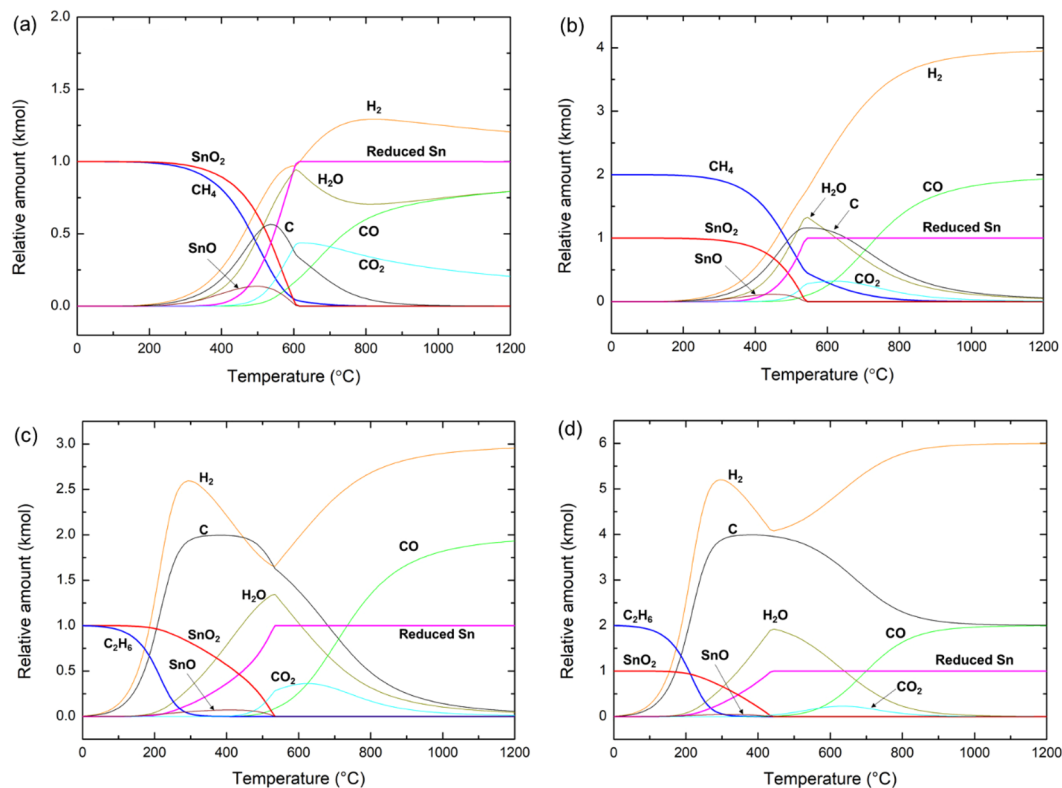 (a)
2.0
1.5
1.0
0.5
0.0
Relative amount (kmol)
H₂
SnO₂
CH₄
Reduced Sn
H₂O
C
CO
SnO
CO₂
0 200 400 600 800 1000 1200
Temperature (°C)
(b)
4
3
2
1
0
Relative amount (kmol)
H₂
CH₄
H₂O
C
CO
SnO₂
Reduced Sn
SnO
CO₂
0 200 400 600 800 1000 1200
Temperature (°C)
(c)
3.0
2.5
2.0
1.5
1.0
0.5
0.0
Relative amount (kmol)
H₂
C
CO
H₂O
C₂H₆
SnO₂
Reduced Sn
SnO
CO₂
0 200 400 600 800 1000 1200
Temperature (°C)
(d)
6
5
4
3
2
1
0
Relative amount (kmol)
H₂
C
C₂H₆
H₂O
CO
SnO₂
SnO
Reduced Sn
CO₂
0 200 400 600 800 1000 1200
Temperature (°C)